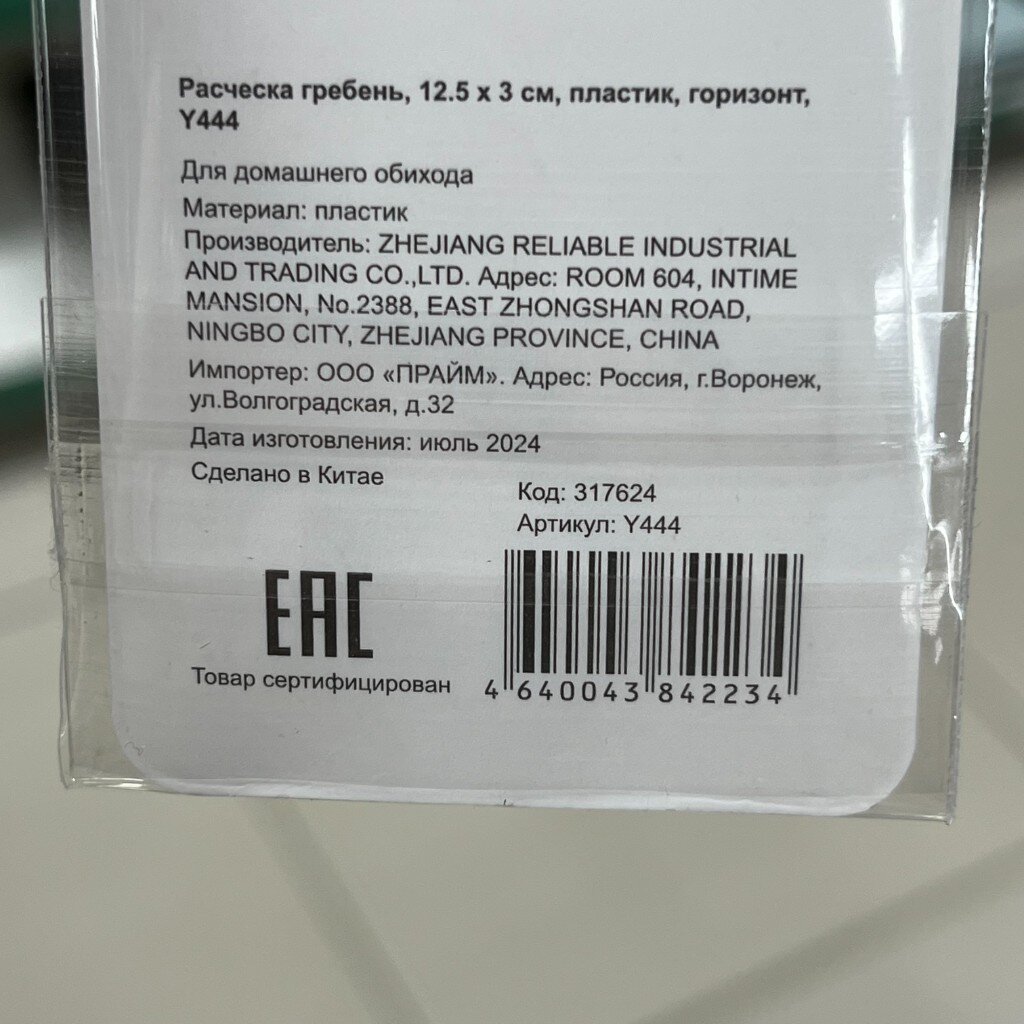 Расческа гребень, 12.5 х 3 см, пластик, горизонт,
Y444
Для домашнего обихода
Материал: пластик
Производитель: ZHEJIANG RELIABLE INDUSTRIAL
AND TRADING CO.,LTD. Адрес: ROOM 604, INTIME
MANSION, No.2388, EAST ZHONGSHAN ROAD,
NINGBO CITY, ZHEJIANG PROVINCE, CHINA
Импортер: ООО «ПРАЙМ». Адрес: Россия, г.Воронеж,
ул.Волгоградская, д.32
Дата изготовления: июль 2024
Сделано в Китае
Код: 317624
Артикул: Y444
EAC
Товар сертифицирован
4 640043 842234